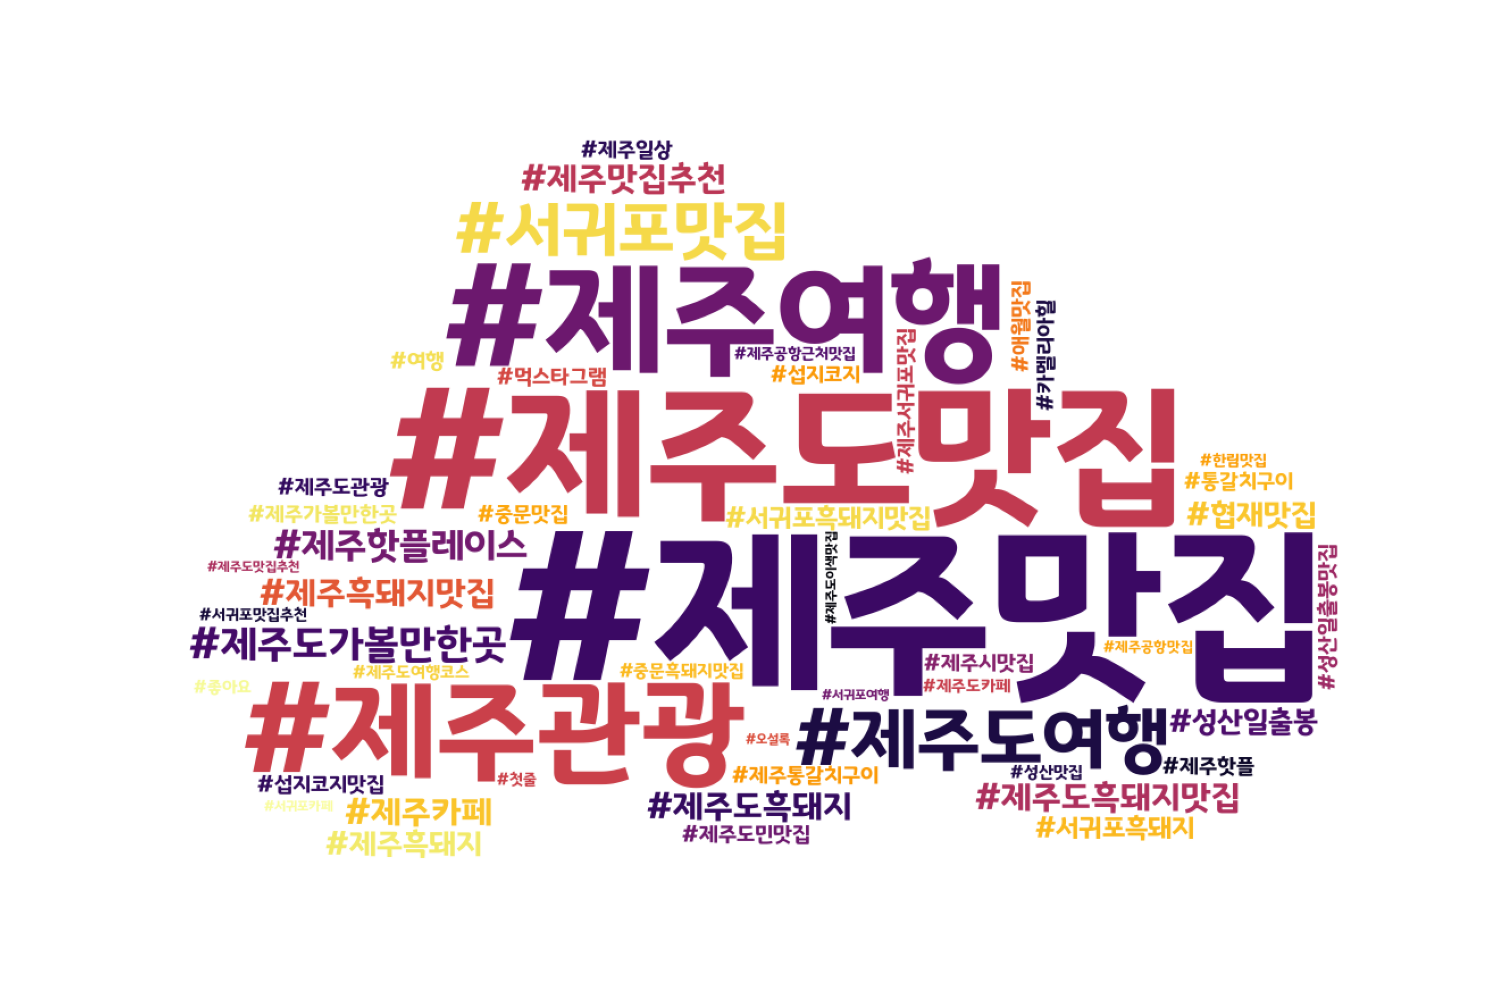 #제주일상
#제주맛집추천
#서귀포맛집
#제주여행
#애월맛집
#카멜리아힐
#제주공항근처맛집
#여행
#섭지코지
#먹스타그램
#제주서귀포맛집
#제주도맛집
#한림맛집
#통갈치구이
#제주도관광
#제주가볼만한곳
#중문맛집
#서귀포흑돼지맛집
#협재맛집
#제주핫플레이스
#제주맛집
#제주도이색맛집
#성산일출봉맛집
#제주도맛집추천
#제주흑돼지맛집
#서귀포맛집추천
#제주도가볼만한곳
#제주공항맛집
#제주시맛집
#제주도여행코스
#중문흑돼지맛집
#좋아요
#제주도카페
#서귀포여행
#제주관광
#오설록
#제주도여행
#성산일출봉
#제주핫플
#성산맛집
#제주통갈치구이
#첫줄
#섭지코지맛집
#서귀포카페
#제주카페
#제주도흑돼지
#제주도흑돼지맛집
#제주도민맛집
#서귀포흑돼지
#제주흑돼지